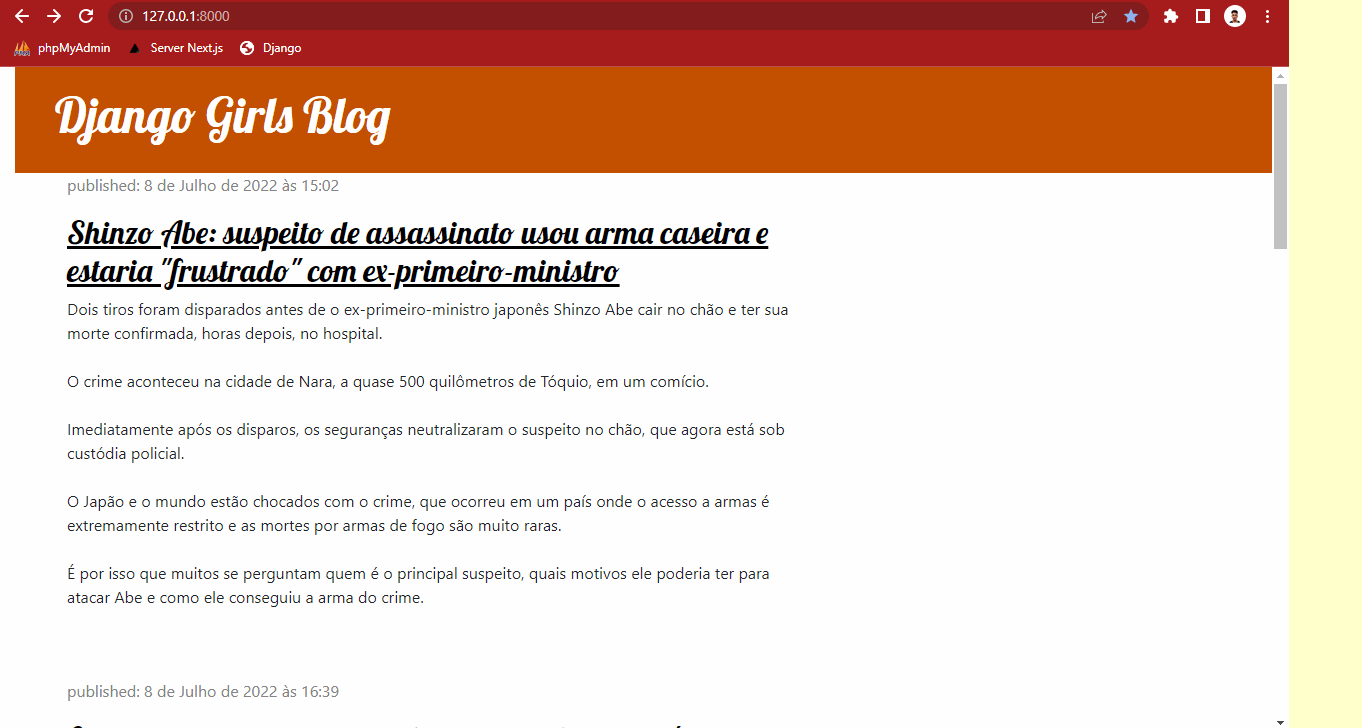 127.0.0.1:8000
phpMyAdmin Server Next.js Django
Django Girls Blog
published: 8 de Julho de 2022 às 15:02
Shinzo Abe: suspeito de assassinato usou arma caseira e
estaria "frustrado" com ex-primeiro-ministro
Dois tiros foram disparados antes de o ex-primeiro-ministro japonês Shinzo Abe cair no chão e ter sua
morte confirmada, horas depois, no hospital.
O crime aconteceu na cidade de Nara, a quase 500 quilômetros de Tóquio, em um comício.
Imediatamente após os disparos, os seguranças neutralizaram o suspeito no chão, que agora está sob
custódia policial.
O Japão e o mundo estão chocados com o crime, que ocorreu em um país onde o acesso a armas é
extremamente restrito e as mortes por armas de fogo são muito raras.
É por isso que muitos se perguntam quem é o principal suspeito, quais motivos ele poderia ter para
atacar Abe e como ele conseguiu a arma do crime.
published: 8 de Julho de 2022 às 16:39